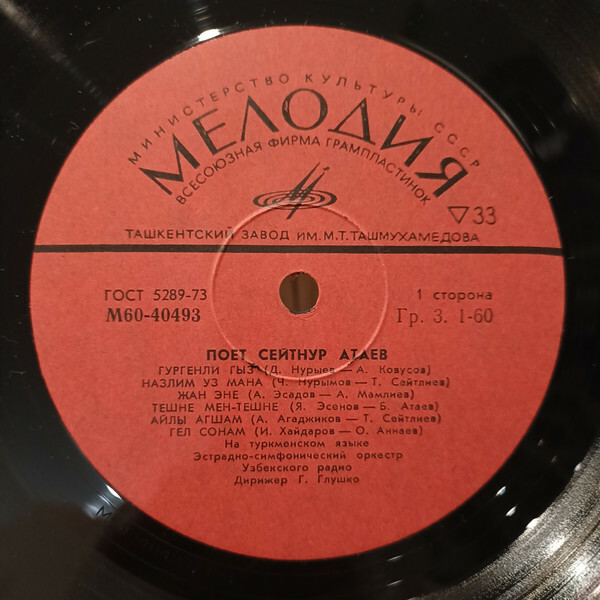 МИНИСТЕРСТВО КУЛЬТУРЫ СССР
МЕЛОДИЯ
ВСЕСОЮЗНАЯ ФИРМА ГРАМПЛАСТИНОК
▽33
ТАШКЕНТСКИЙ ЗАВОД ИМ. М.Т. ТАШМУХАМЕДОВА
ГОСТ 5289-73
1 сторона
М60-40493
Гр. 3. 1-60
ПОЕТ СЕЙТНУР АТАЕВ
ГУРГЕНЛИ ГЫЗ (Д. Нурыев — А. Ковусов)
НАЗЛИМ УЗ МАНА (Ч. Нурымов — Т. Сейтлиев)
ЖАН ЭНЕ (А. Эсадов — А. Мамлиев)
ТЕШНЕ МЕН-ТЕШНЕ (Я. Эсенов — Б. Атаев)
АЙЛЫ АГШАМ (А. Агаджиков — Т. Сейтлиев)
ГЕЛ СОНАМ (И. Хайдаров — О. Аннаев)
На туркменском языке
Эстрадно-симфонический оркестр
Узбекского радио
Дирижер Г. Глушко